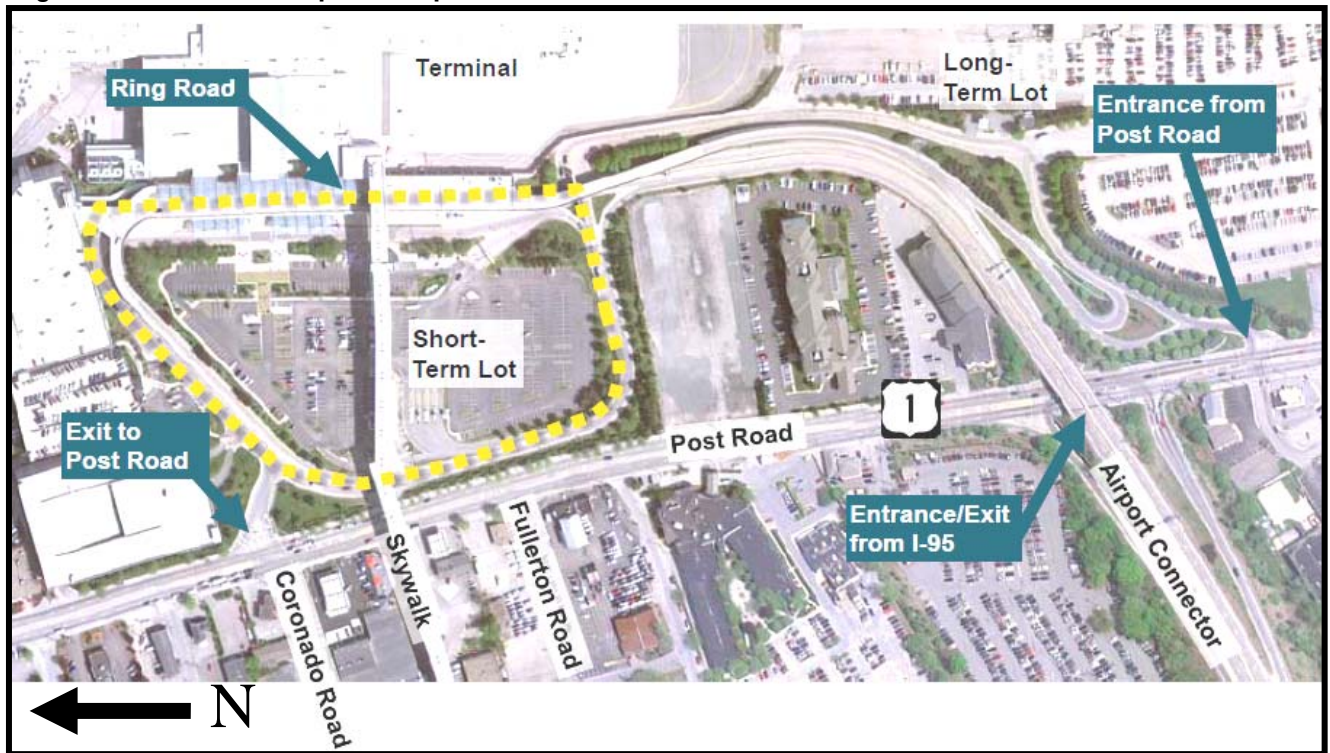 Terminal
Long-
Term Lot
Ring Road
Entrance from
Post Road
Short-
Term Lot
1
Post Road
Exit to
Post Road
Entrance/Exit
from I-95
Airport Connector
Fullerton Road
Skywalk
Coronado Road
N